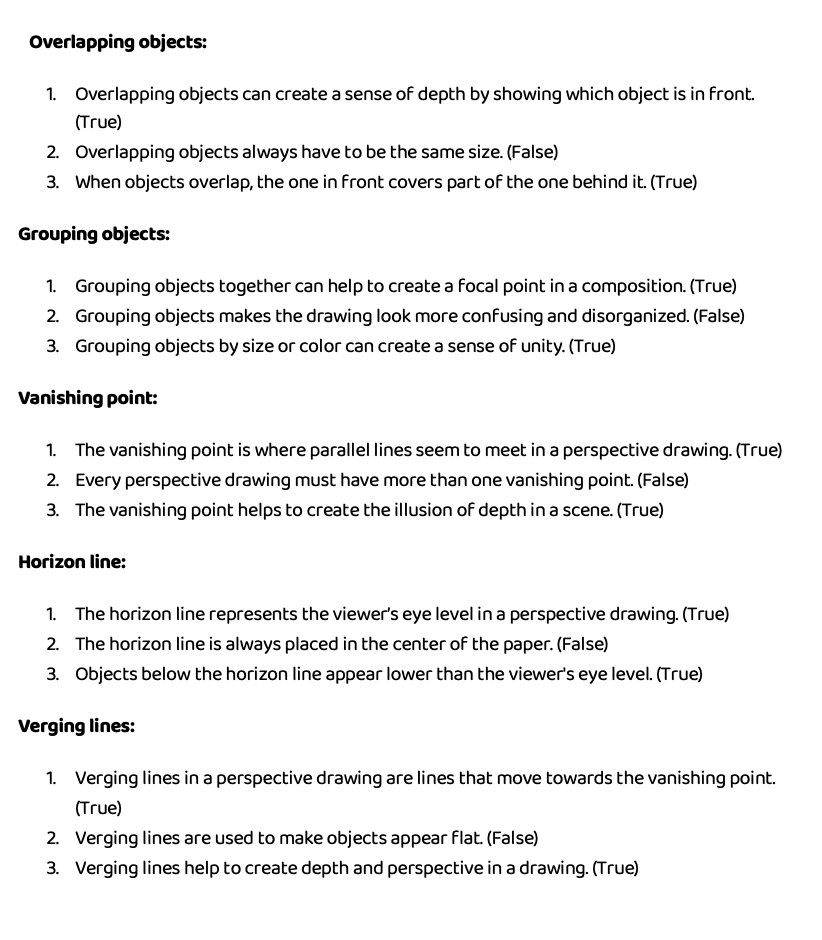 Overlapping objects:
1. Overlapping objects can create a sense of depth by showing which object is in front.
(True)
2. Overlapping objects always have to be the same size. (False)
3. When objects overlap, the one in front covers part of the one behind it. (True)
Grouping objects:
1. Grouping objects together can help to create a focal point in a composition. (True)
2. Grouping objects makes the drawing look more confusing and disorganized. (False)
3. Grouping objects by size or color can create a sense of unity. (True)
Vanishing point:
1. The vanishing point is where parallel lines seem to meet in a perspective drawing. (True)
2. Every perspective drawing must have more than one vanishing point. (False)
3. The vanishing point helps to create the illusion of depth in a scene. (True)
Horizon line:
1. The horizon line represents the viewer's eye level in a perspective drawing. (True)
2. The horizon line is always placed in the center of the paper. (False)
3. Objects below the horizon line appear lower than the viewer's eye level. (True)
Verging lines:
1. Verging lines in a perspective drawing are lines that move towards the vanishing point.
(True)
2. Verging lines are used to make objects appear flat. (False)
3. Verging lines help to create depth and perspective in a drawing. (True)